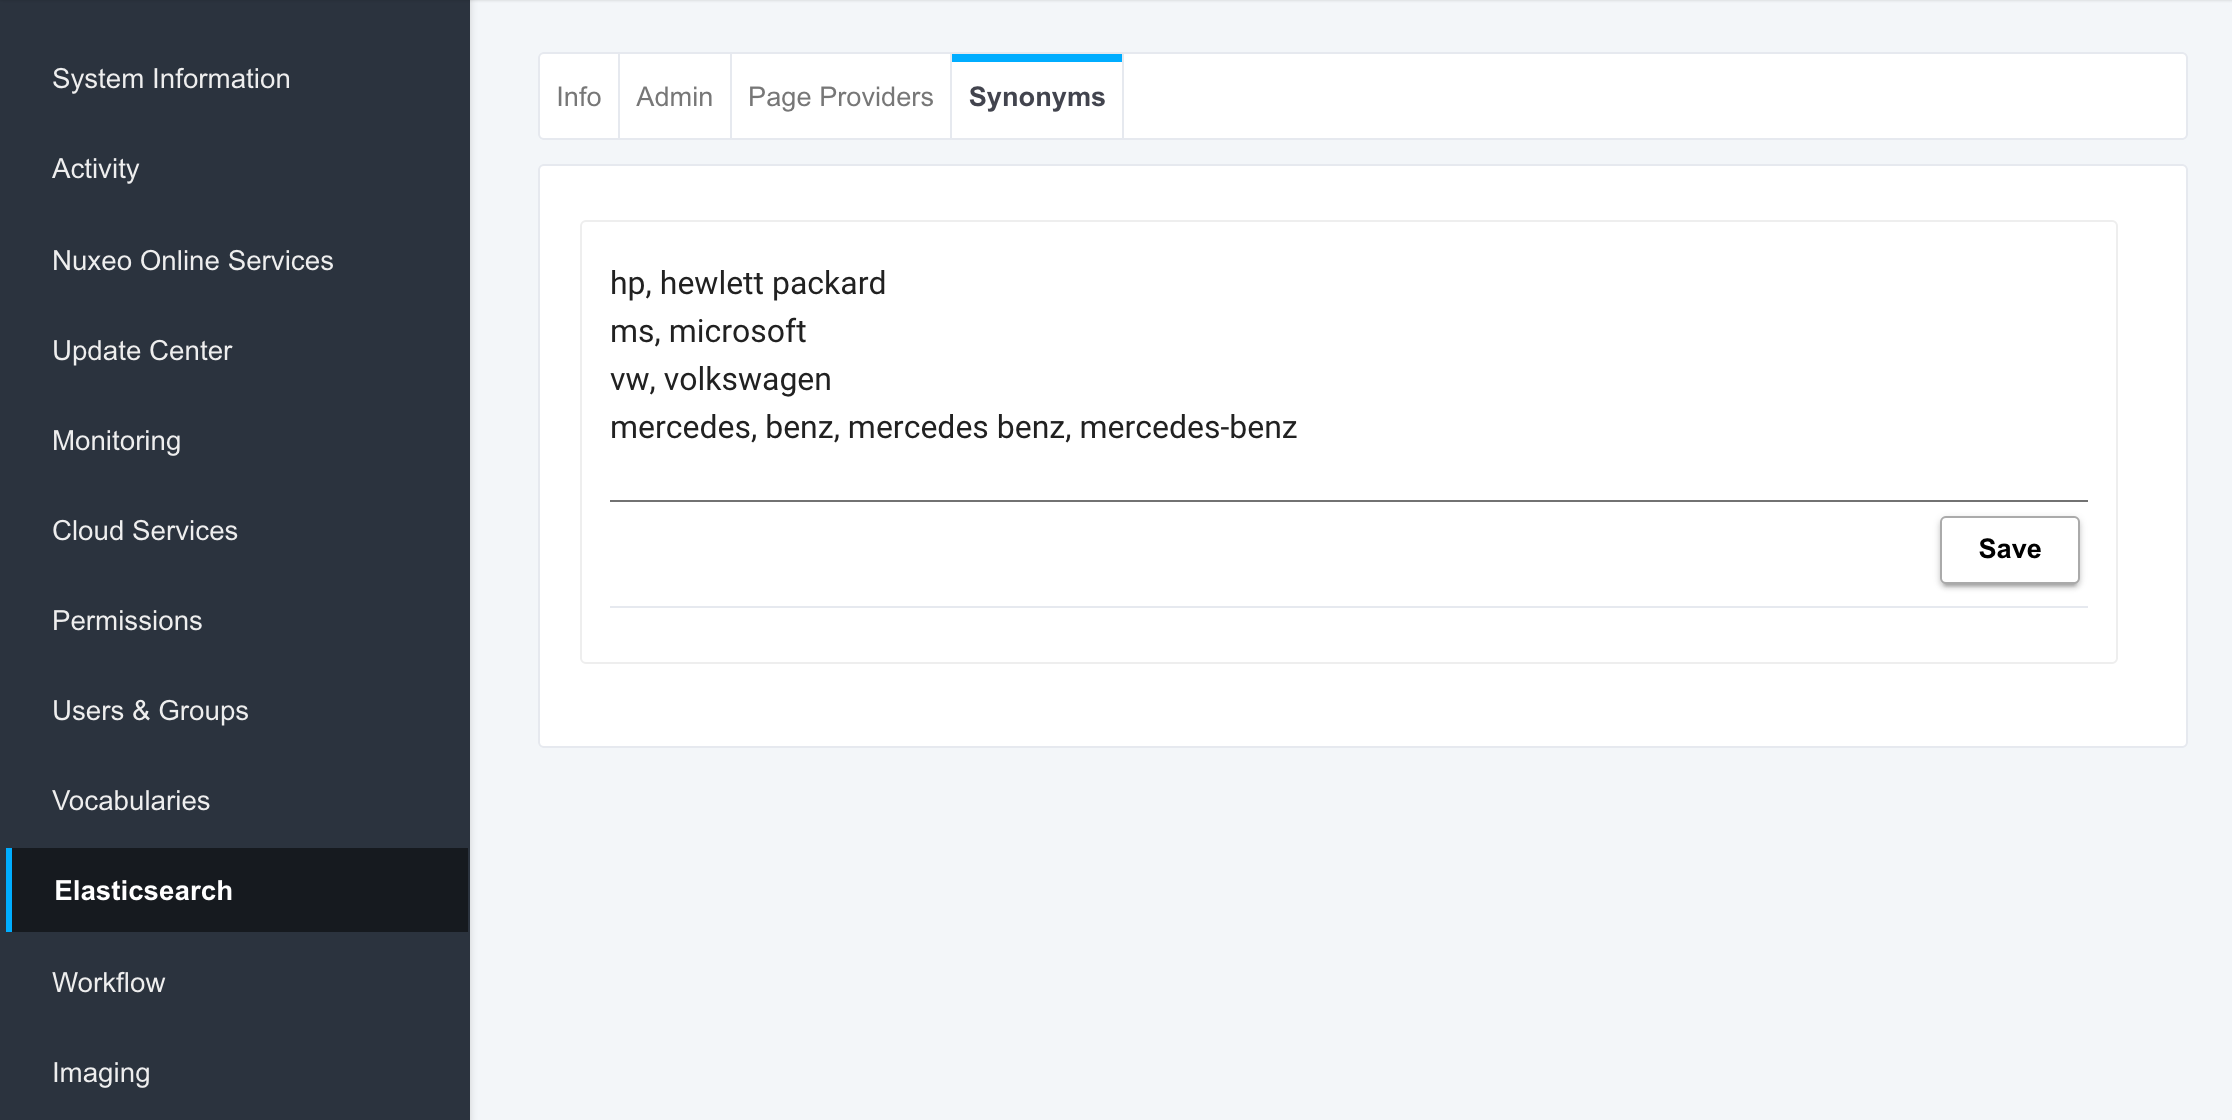 System Information
Activity
Nuxeo Online Services
Update Center
Monitoring
Cloud Services
Permissions
Users & Groups
Vocabularies
Elasticsearch
Workflow
Imaging
Info
Admin
Page Providers
Synonyms
hp, hewlett packard
ms, microsoft
vw, volkswagen
mercedes, benz, mercedes benz, mercedes-benz
Save